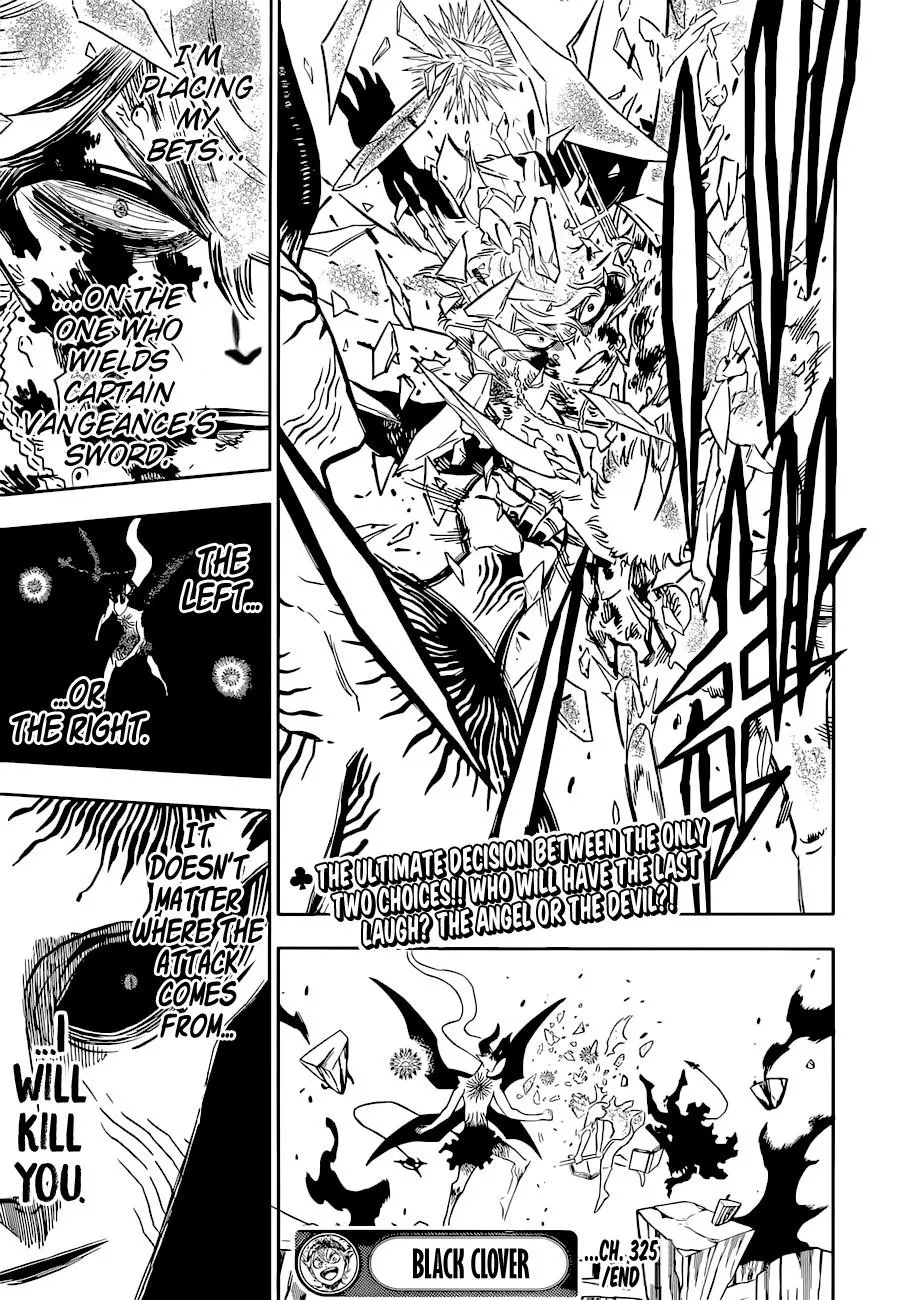 I'M
PLACING
MY
BETS...
...ON THE
ONE WHO
WIELDS
CAPTAIN
VANGEANCE'S
SWORD.
THE
LEFT...
...OR
THE RIGHT.
IT
DOESN'T
MATTER
WHERE THE
ATTACK
COMES
FROM...
...I
WILL
KILL
YOU.
♣ THE ULTIMATE DECISION BETWEEN THE ONLY
TWO CHOICES!! WHO WILL HAVE THE LAST
LAUGH? THE ANGEL OR THE DEVIL?!
BLACK CLOVER
...CH. 325
/END